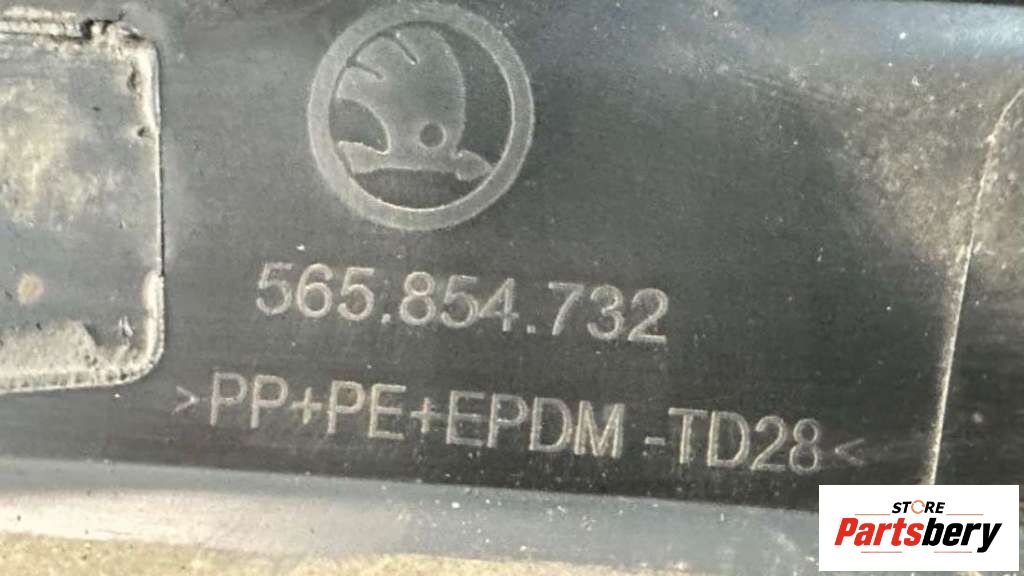 565.854.732
>PP+PE+EPDM-TD28<
STORE
Partsbery